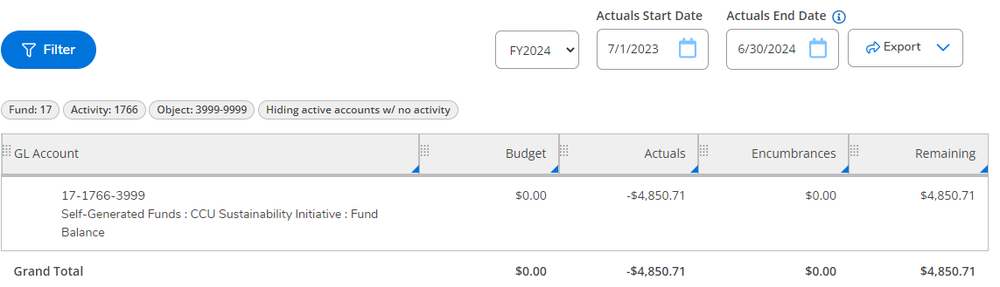 Actuals Start Date Actuals End Date
Filter FY2024 7/1/2023 6/30/2024 Export
Fund: 17 Activity: 1766 Object: 3999-9999 Hiding active accounts w/ no activity
GL Account Budget Actuals Encumbrances Remaining
17-1766-3999 $0.00 -$4,850.71 $0.00 $4,850.71
Self-Generated Funds : CCU Sustainability Initiative : Fund
Balance
Grand Total $0.00 -$4,850.71 $0.00 $4,850.71